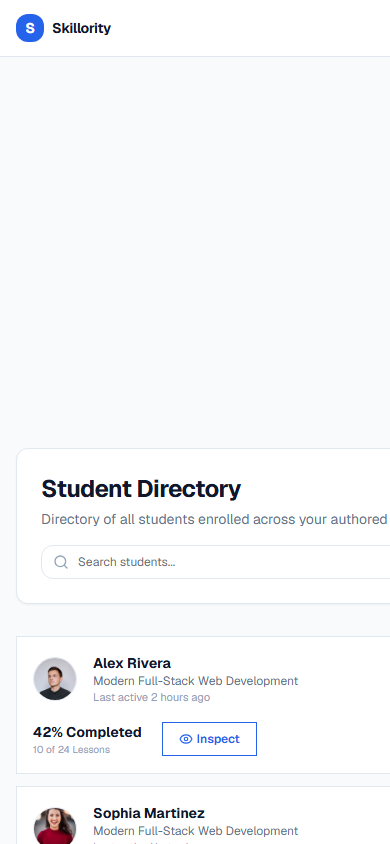 S Skillority
Student Directory
Directory of all students enrolled across your authored
Search students...
Alex Rivera
Modern Full-Stack Web Development
Last active 2 hours ago
42% Completed
10 of 24 Lessons
Inspect
Sophia Martinez
Modern Full-Stack Web Development